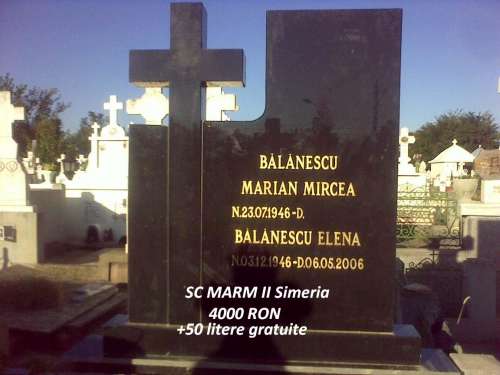 BĂLĂNESCU
MARIAN MIRCEA
N.23.07.1946-D.
BĂLĂNESCU ELENA
N.03.12.1946-D.06.05.2006
SC MARM II Simeria
4000 RON
+50 litere gratuite